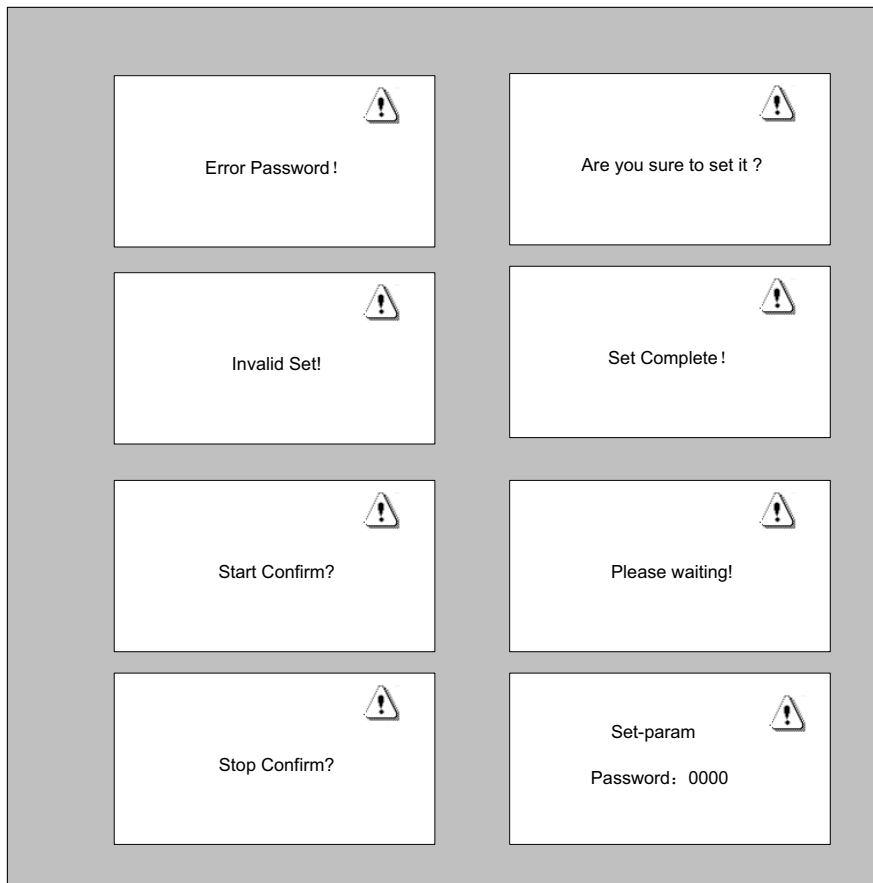 Error Password！
Are you sure to set it ?
Invalid Set!
Set Complete！
Start Confirm?
Please waiting!
Stop Confirm?
Set-param
Password：0000